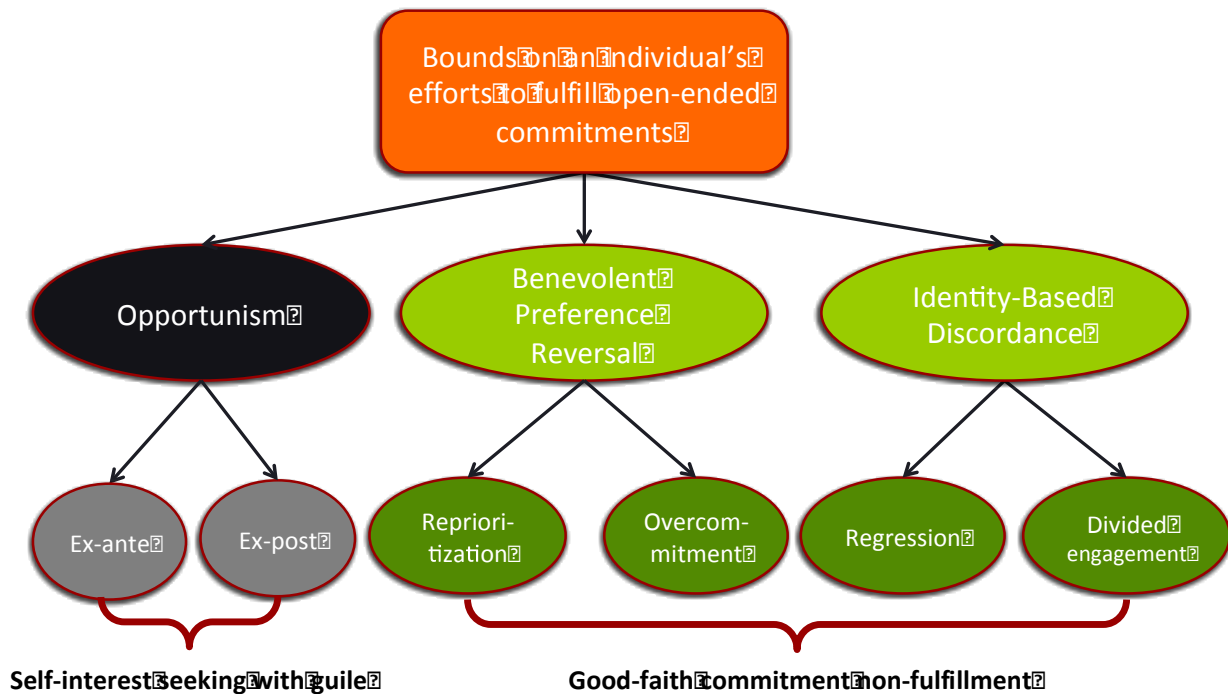 Bounds on an individual's
efforts to fulfill open-ended
commitments
Opportunism
Benevolent
Preference
Reversal
Identity-Based
Discordance
Ex-ante
Ex-post
Repriori-
tization
Overcom-
mitment
Regression
Divided
engagement
Self-interest seeking with guile
Good-faith commitment non-fulfillment